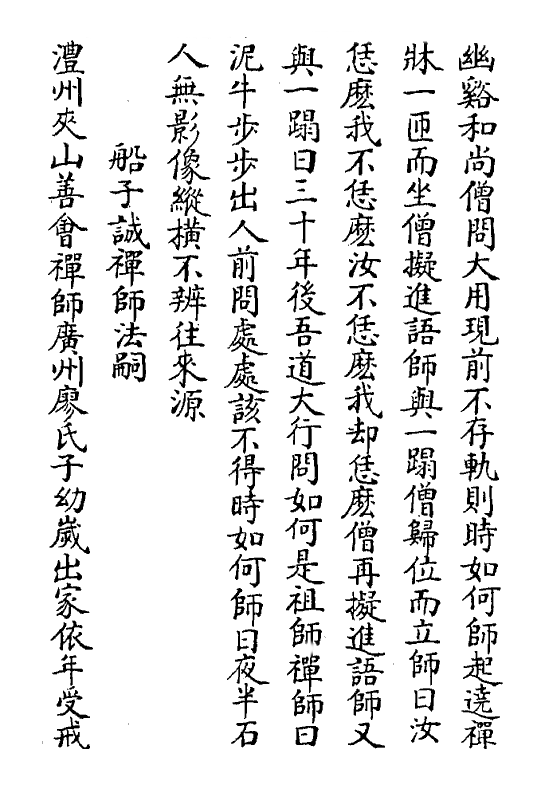 幽谿和尚僧問大用現前不存軌則時如何師起遶禪
牀一匝而坐僧擬進語師與一蹋僧歸位而立師曰汝
恁麽我不恁麽汝不恁麽我却恁麽僧再擬進語師又
與一蹋曰三十年後吾道大行問如何是祖師禪師曰
泥牛步步出人前問處處該不得時如何師曰夜半石
人無影像縱橫不辨往來源
船子誠禪師法嗣
澧州夾山善會禪師廣州廖氏子幼歲出家依年受戒